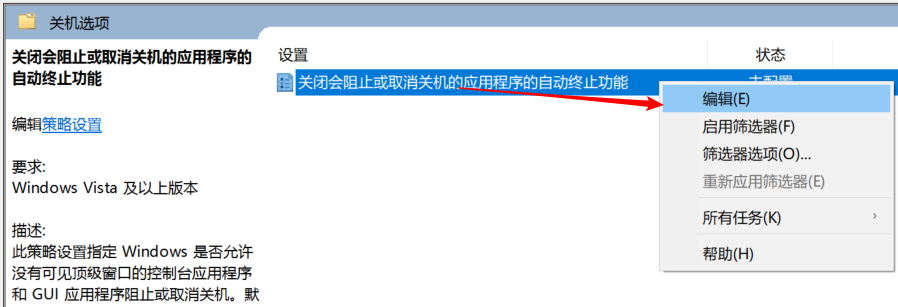 关机选项
关闭会阻止或取消关机的应用程序的
自动终止功能
编辑策略设置
要求:
Windows Vista 及以上版本
描述:
此策略设置指定 Windows 是否允许
没有可见顶级窗口的控制台应用程序
和 GUI 应用程序阻止或取消关机。默
设置 状态
关闭会阻止或取消关机的应用程序的自动终止功能 未配置
编辑(E)
启用筛选器(F)
筛选器选项(O)...
重新应用筛选器(E)
所有任务(K)
帮助(H)